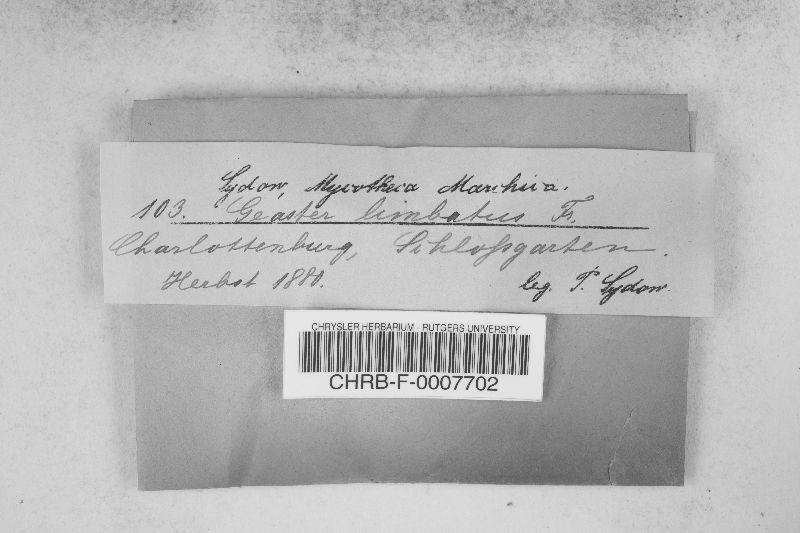 Sydow, Mycotheca Marchica.
103. Geaster limbatus Fr.
Charlottenburg, Schloßgarten.
Herbst 1880.
leg. P. Sydow.
CHRYSLER HERBARIUM - RUTGERS UNIVERSITY
CHRB-F-0007702